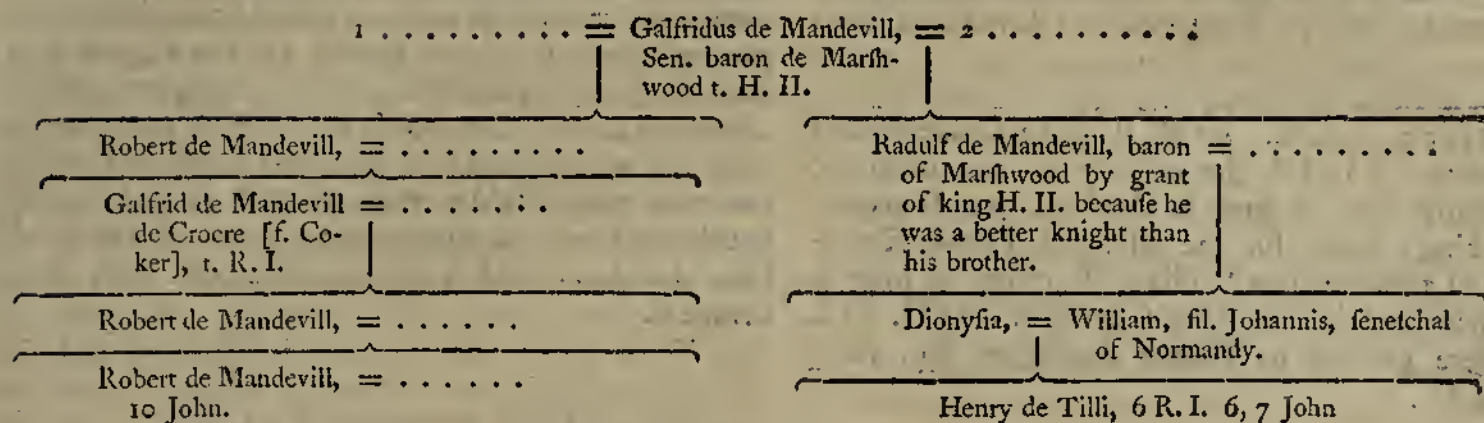 1 . . . . . . . . . . = Galfridus de Mandevill, = 2 . . . . . . . . . . .
Sen. baron de Marſh-
wood t. H. II.
Robert de Mandevill, = . . . . . . . . .
Galfrid de Mandevill = . . . . . . .
de Crocre [f. Co-
ker], t. R. I.
Robert de Mandevill, = . . . . . .
Robert de Mandevill, = . . . . . .
10 John.
Radulf de Mandevill, baron = . . . . . . . . .
of Marſhwood by grant
of king H. II. becauſe he
was a better knight than
his brother.
Dionyſia, = William, fil. Johannis, ſeneſchal
of Normandy.
Henry de Tilli, 6 R. I. 6, 7 John